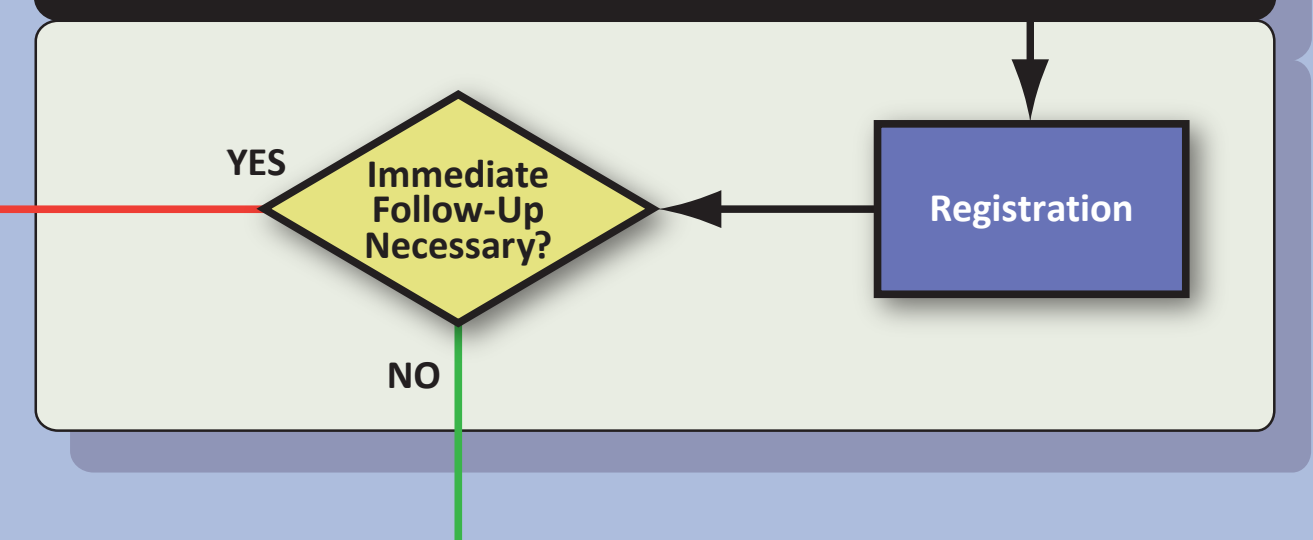 YES
Immediate
Follow-Up
Necessary?
Registration
NO